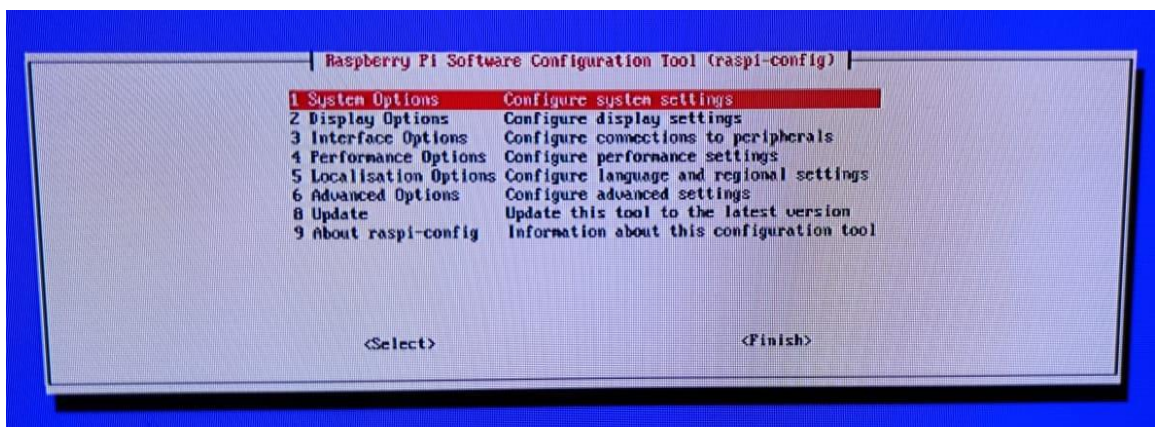 Raspberry Pi Software Configuration Tool (raspi-config)
1 System Options Configure system settings
2 Display Options Configure display settings
3 Interface Options Configure connections to peripherals
4 Performance Options Configure performance settings
5 Localisation Options Configure language and regional settings
6 Advanced Options Configure advanced settings
8 Update Update this tool to the latest version
9 About raspi-config Information about this configuration tool
<Select> <Finish>